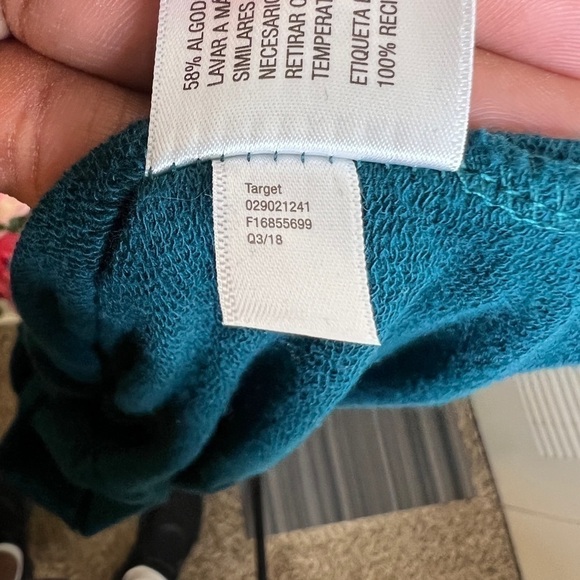 58% ALGOD
LAVAR A MÁ
SIMILARES
NECESARIO
RETIRAR
TEMPERAT
ETIQUETA
100% RECI
Target
029021241
F16855699
Q3/18